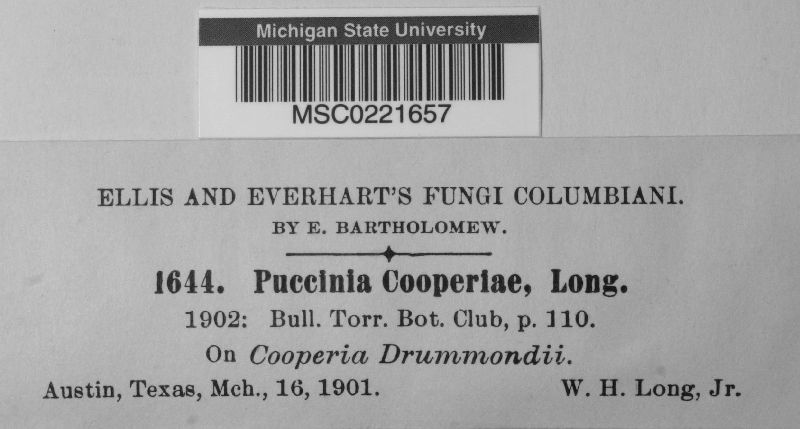 Michigan State University
MSC0221657
ELLIS AND EVERHART'S FUNGI COLUMBIANI.
BY E. BARTHOLOMEW.
1644. Puccinia Cooperiae, Long.
1902: Bull. Torr. Bot. Club, p. 110.
On Cooperia Drummondii.
Austin, Texas, Mch., 16, 1901. W. H. Long, Jr.